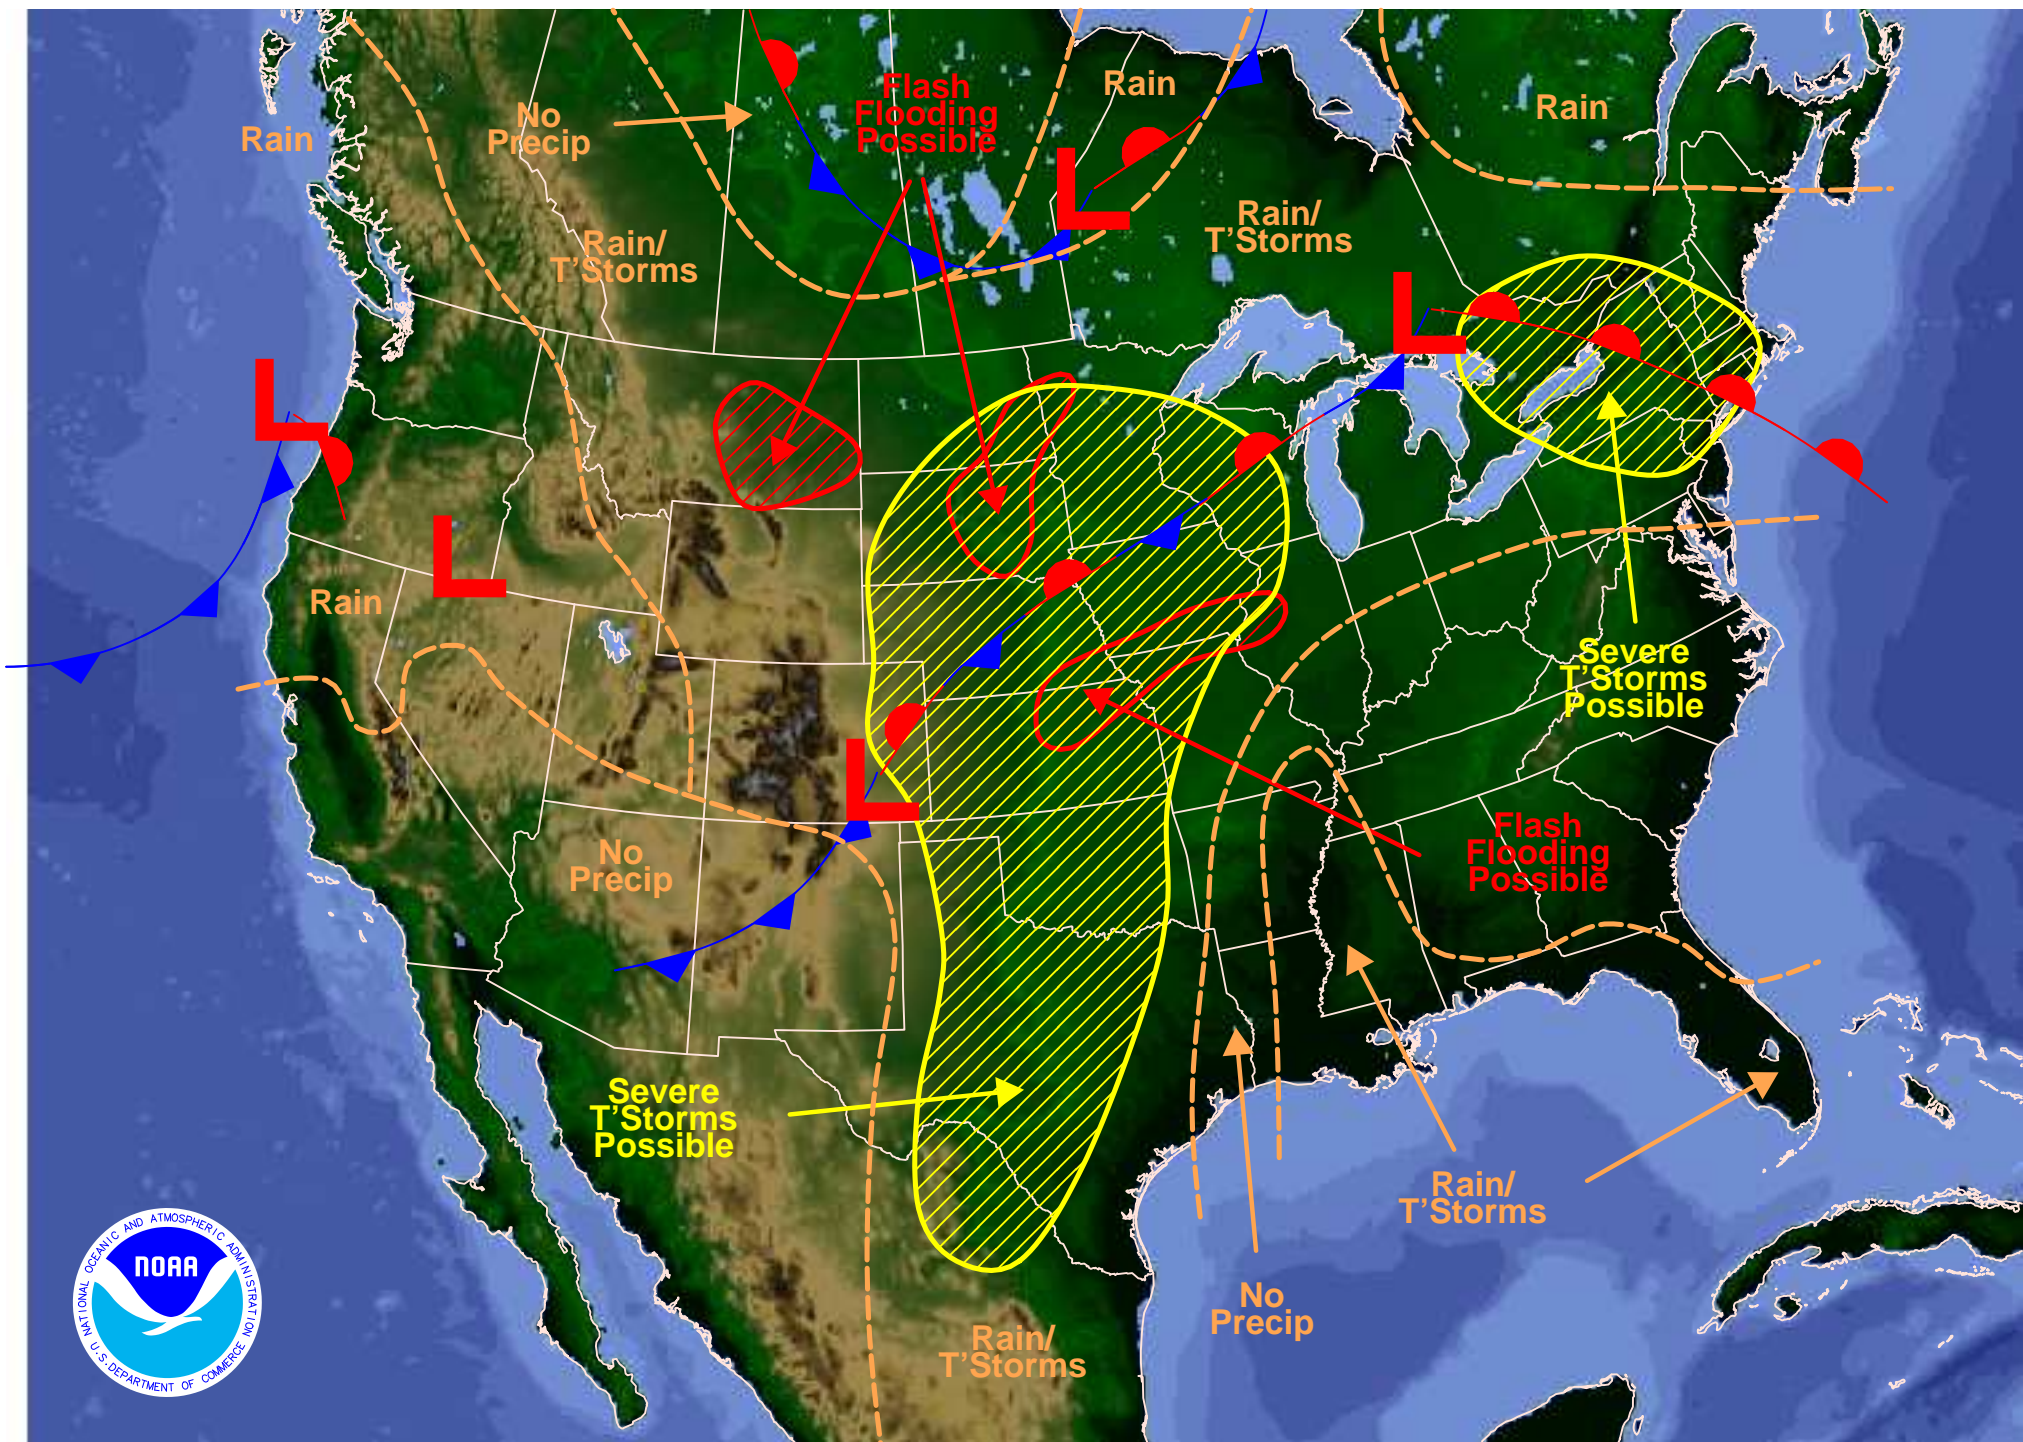 Rain
No
Precip
Flash
Flooding
Possible
Rain
Rain
Rain/
T'Storms
Rain/
T'Storms
L
L
L
L
L
Rain
Severe
T'Storms
Possible
No
Precip
Flash
Flooding
Possible
Severe
T'Storms
Possible
Rain/
T'Storms
No
Precip
Rain/
T'Storms
NATIONAL OCEANIC AND ATMOSPHERIC ADMINISTRATION
NOAA
U.S. DEPARTMENT OF COMMERCE